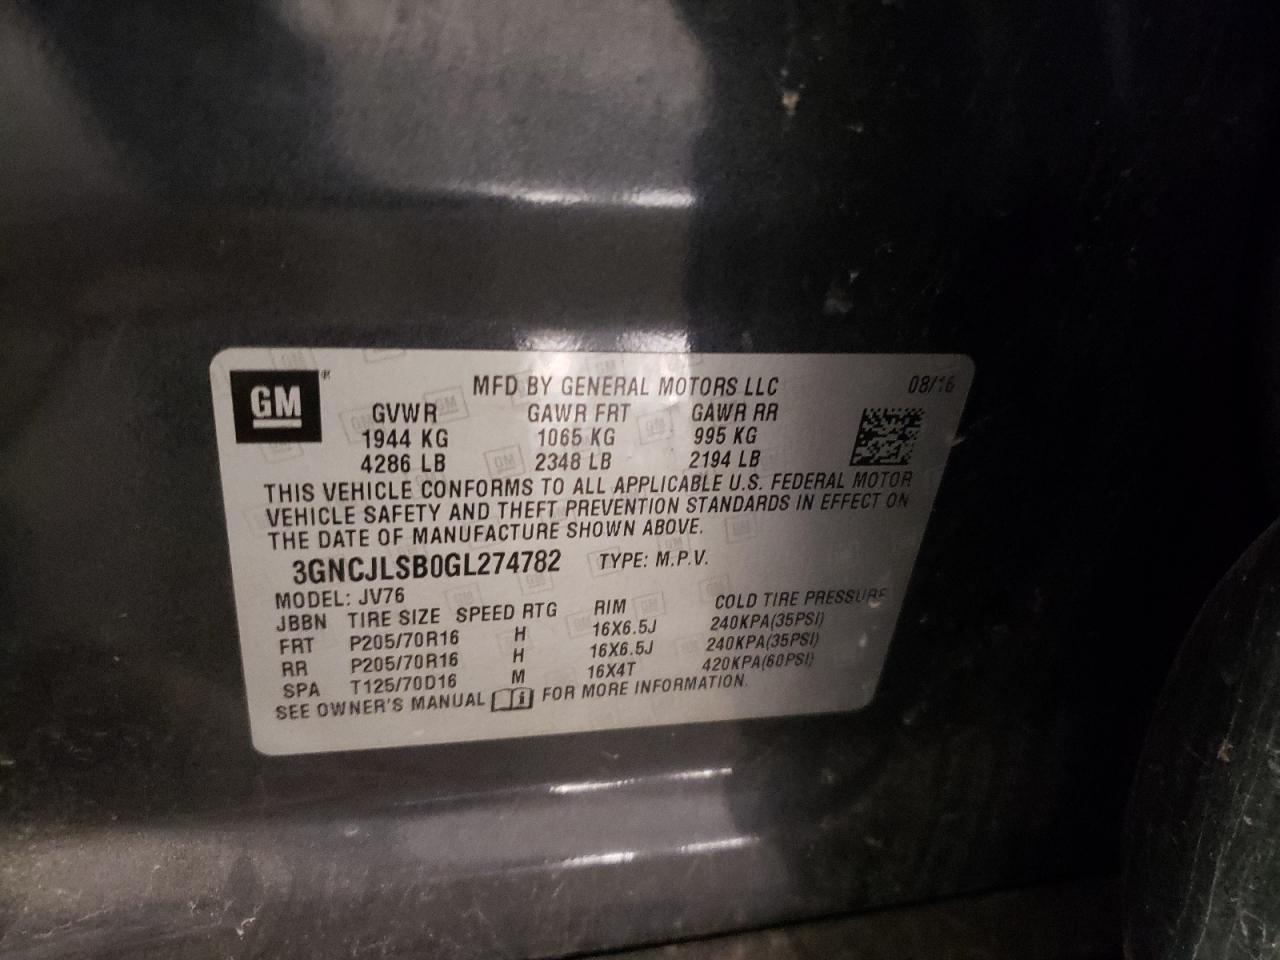 GM ®
MFD BY GENERAL MOTORS LLC 08/16
GVWR GAWR FRT GAWR RR
1944 KG 1065 KG 995 KG
4286 LB 2348 LB 2194 LB
THIS VEHICLE CONFORMS TO ALL APPLICABLE U.S. FEDERAL MOTOR
VEHICLE SAFETY AND THEFT PREVENTION STANDARDS IN EFFECT ON
THE DATE OF MANUFACTURE SHOWN ABOVE.
3GNCJLSB0GL274782 TYPE: M.P.V.
MODEL: JV76
JBBN TIRE SIZE SPEED RTG RIM COLD TIRE PRESSURE
FRT P205/70R16 H 16X6.5J 240KPA(35PSI)
RR P205/70R16 H 16X6.5J 240KPA(35PSI)
SPA T125/70D16 M 16X4T 420KPA(60PSI)
SEE OWNER'S MANUAL i FOR MORE INFORMATION.